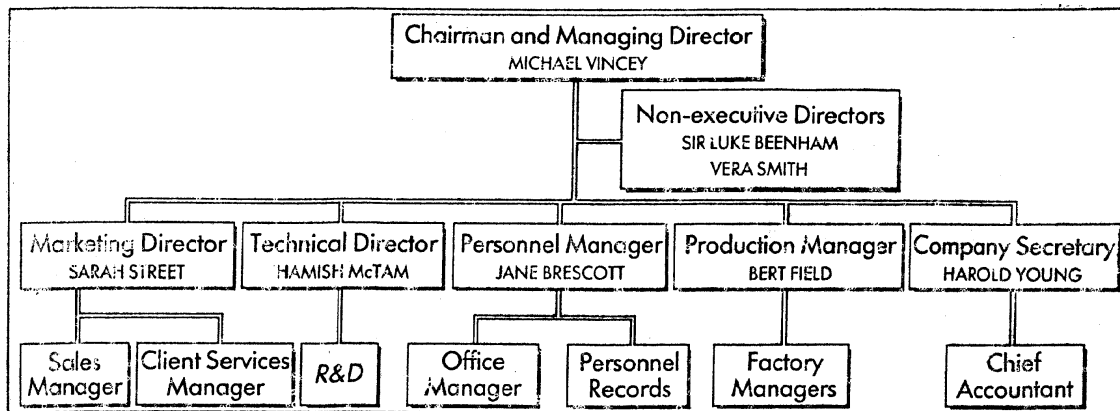 Chairman and Managing Director
MICHAEL VINCEY
Non-executive Directors
SIR LUKE BEENHAM
VERA SMITH
Marketing Director
SARAH STREET
Technical Director
HAMISH McTAM
Personnel Manager
JANE BRESCOTT
Production Manager
BERT FIELD
Company Secretary
HAROLD YOUNG
Sales
Manager
Client Services
Manager
R&D
Office
Manager
Personnel
Records
Factory
Managers
Chief
Accountant